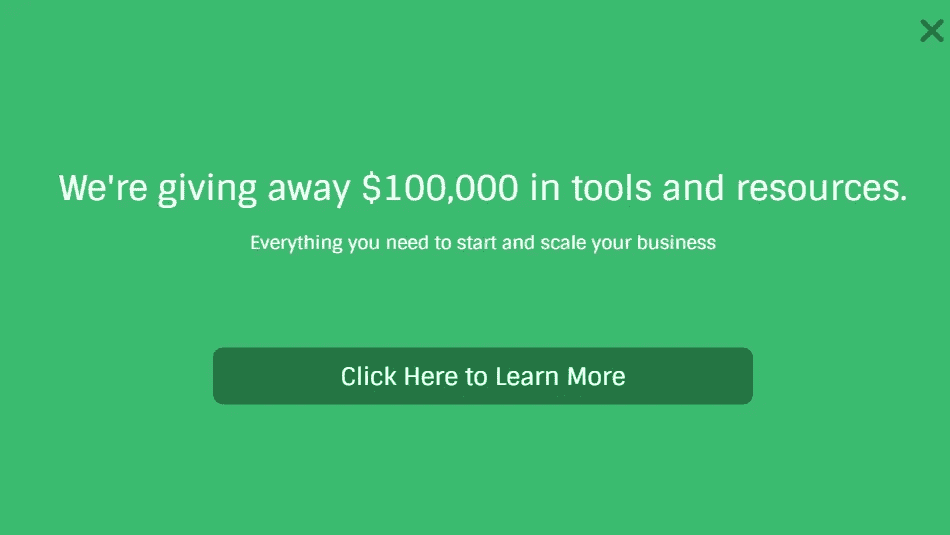 We're giving away $100,000 in tools and resources.
Everything you need to start and scale your business
Click Here to Learn More